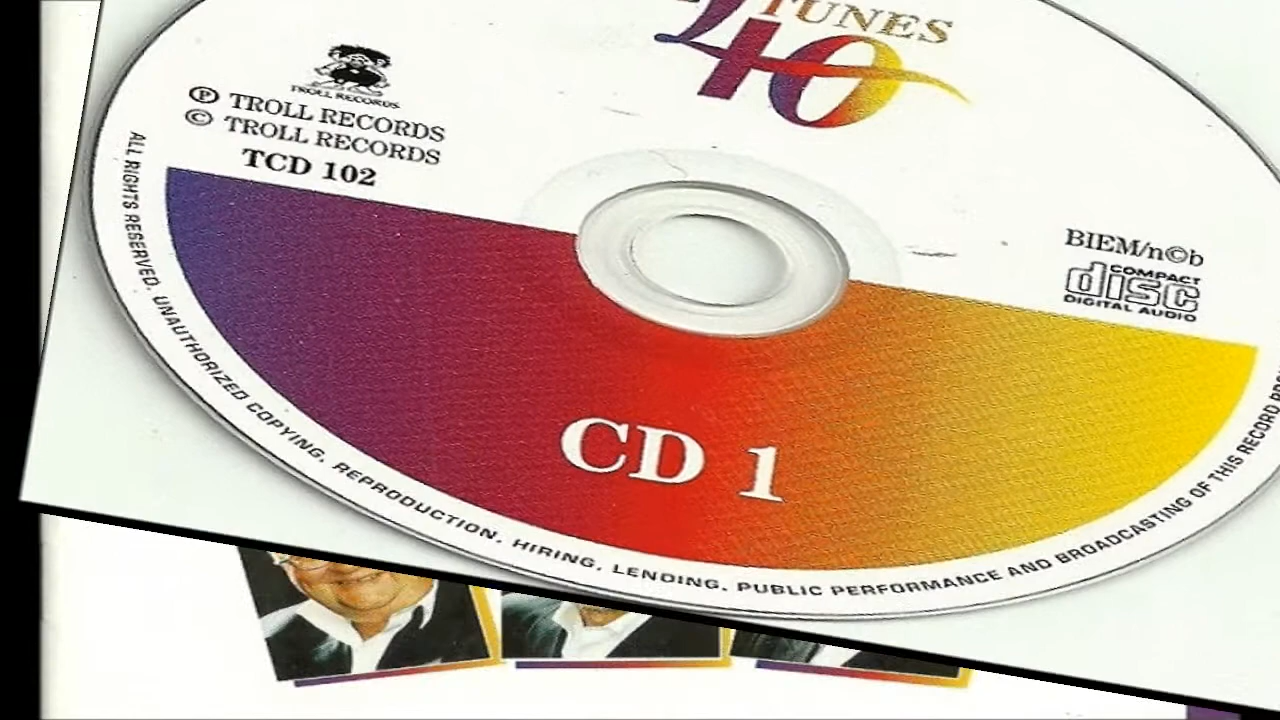 TUNES
40
TROLL RECORDS
℗ TROLL RECORDS
© TROLL RECORDS
TCD 102
BIEM/n©b
COMPACT
disc
DIGITAL AUDIO
CD 1
ALL RIGHTS RESERVED. UNAUTHORIZED COPYING, REPRODUCTION, HIRING, LENDING, PUBLIC PERFORMANCE AND BROADCASTING OF THIS RECORD